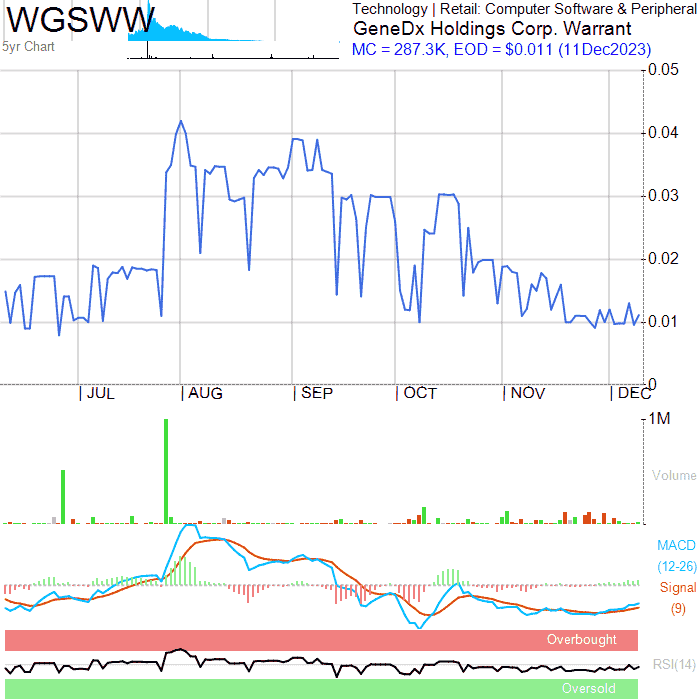 WGSWW
5yr Chart
Technology | Retail: Computer Software & Peripheral
GeneDx Holdings Corp. Warrant
MC = 287.3K, EOD = $0.011 (11Dec2023)
0.05
0.04
0.03
0.02
0.01
0
JUL AUG SEP OCT NOV DEC
1M
Volume
MACD
(12-26)
Signal
(9)
Overbought
RSI(14)
Oversold